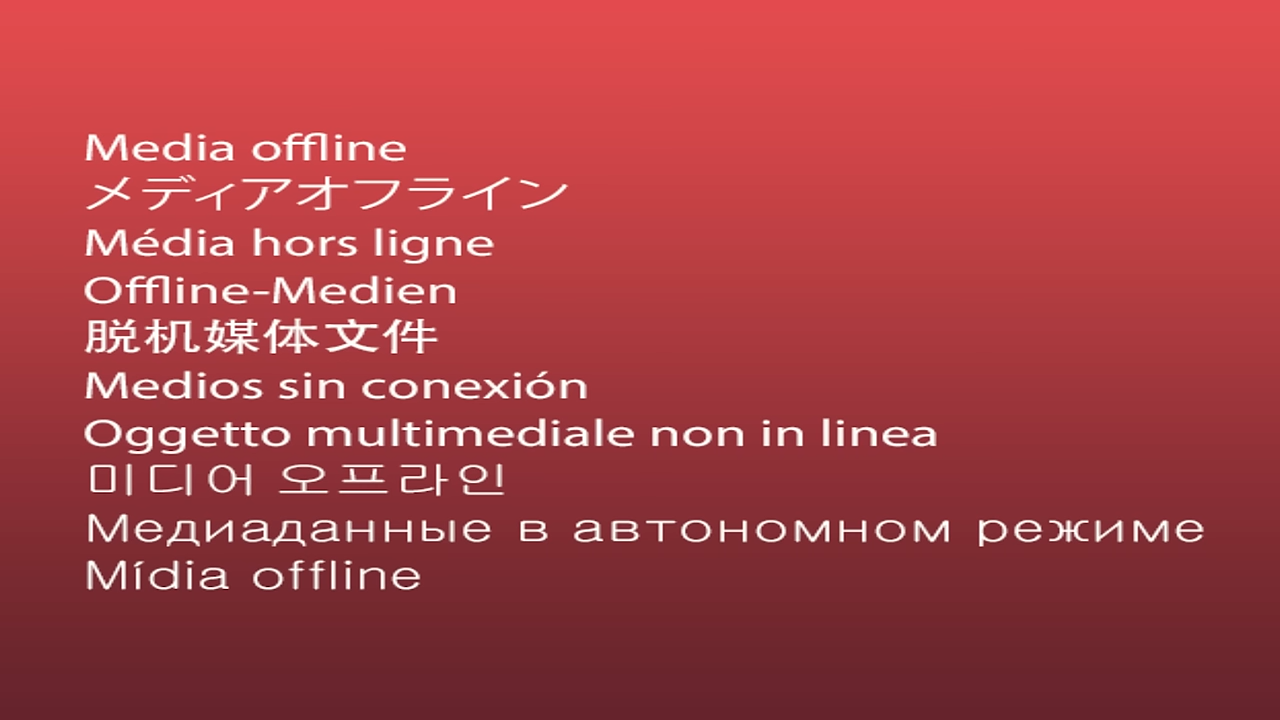 Media offline
メディアオフライン
Média hors ligne
Offline-Medien
脱机媒体文件
Medios sin conexión
Oggetto multimediale non in linea
미디어 오프라인
Медиаданные в автономном режиме
Mídia offline